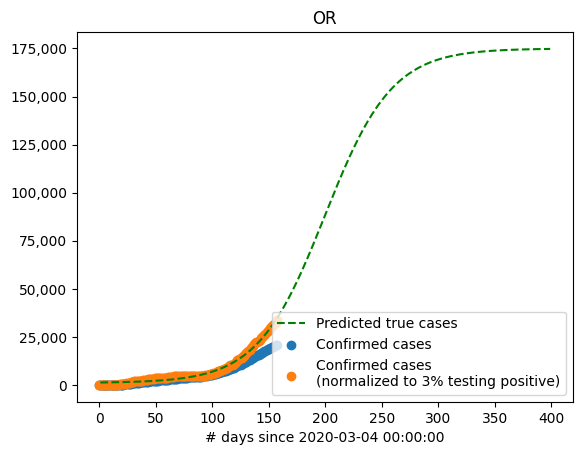 OR
175,000
150,000
125,000
100,000
75,000
50,000
25,000
0
Predicted true cases
Confirmed cases
Confirmed cases
(normalized to 3% testing positive)
0 50 100 150 200 250 300 350 400
# days since 2020-03-04 00:00:00